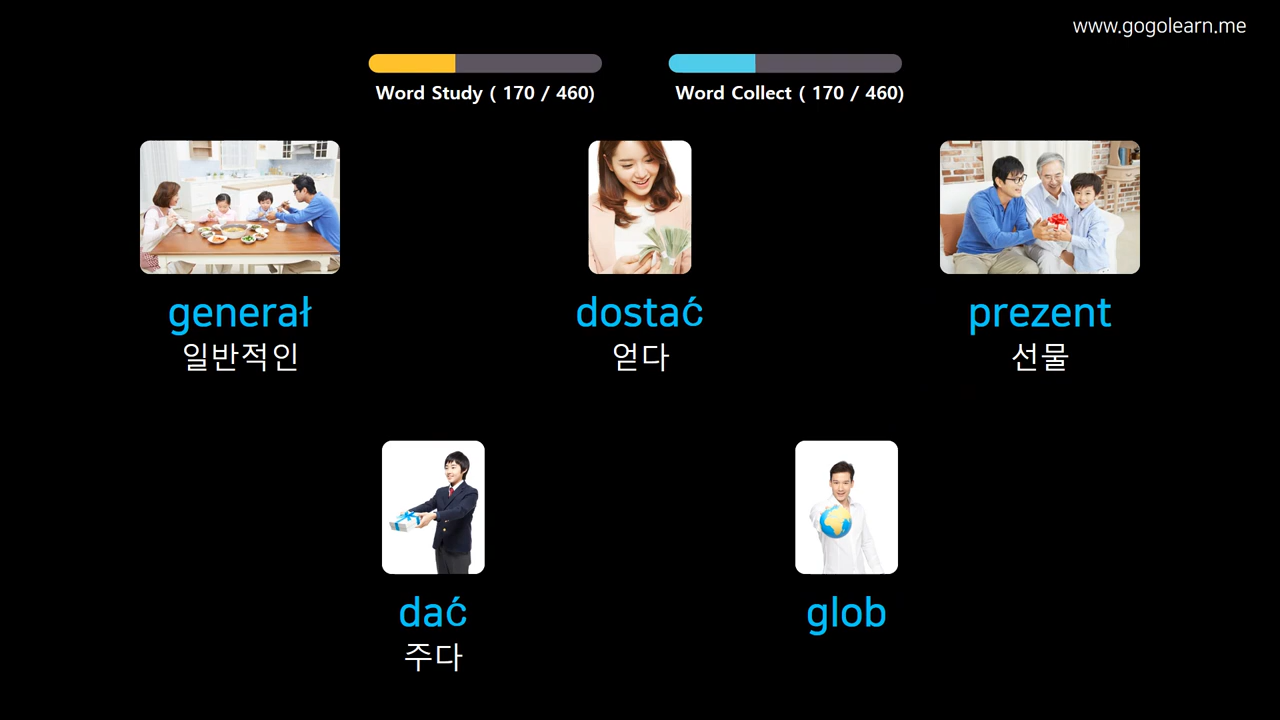 www.gogolearn.me
Word Study ( 170 / 460)
Word Collect ( 170 / 460)
generał
일반적인
dostać
얻다
prezent
선물
dać
주다
glob